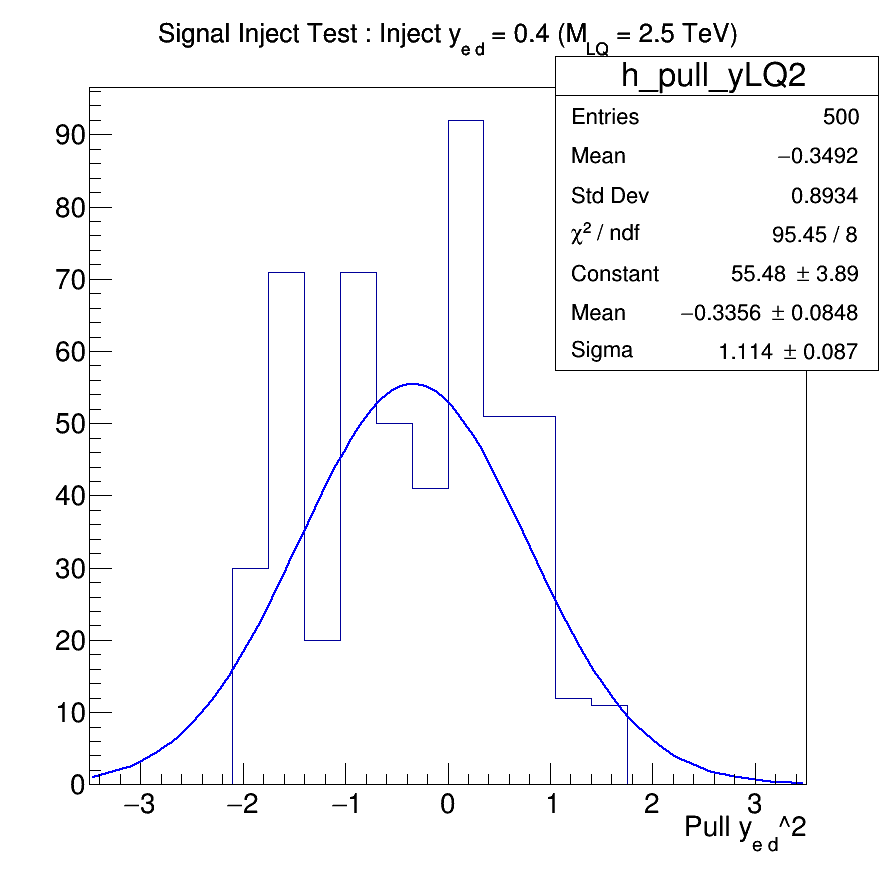 Signal Inject Test : Inject y_{e d} = 0.4 (M_{LQ} = 2.5 TeV)
h_pull_yLQ2
Entries 500
Mean −0.3492
Std Dev 0.8934
χ² / ndf 95.45 / 8
Constant 55.48 ± 3.89
Mean −0.3356 ± 0.0848
Sigma 1.114 ± 0.087
90
80
70
60
50
40
30
20
10
0
−3 −2 −1 0 1 2 3
Pull y_{e d}^2